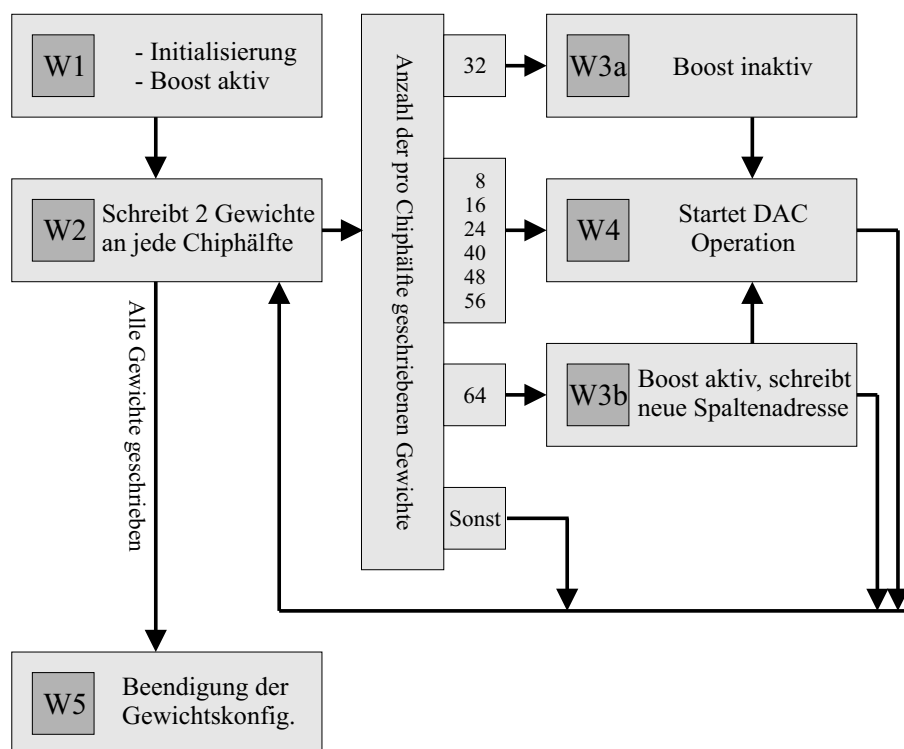 W1
- Initialisierung
- Boost aktiv
W2
Schreibt 2 Gewichte
an jede Chiphälfte
Alle Gewichte geschrieben
W5
Beendigung der
Gewichtskonfig.
Anzahl der pro Chiphälfte geschriebenen Gewichte
32
8
16
24
40
48
56
64
Sonst
W3a
Boost inaktiv
W4
Startet DAC
Operation
W3b
Boost aktiv, schreibt
neue Spaltenadresse